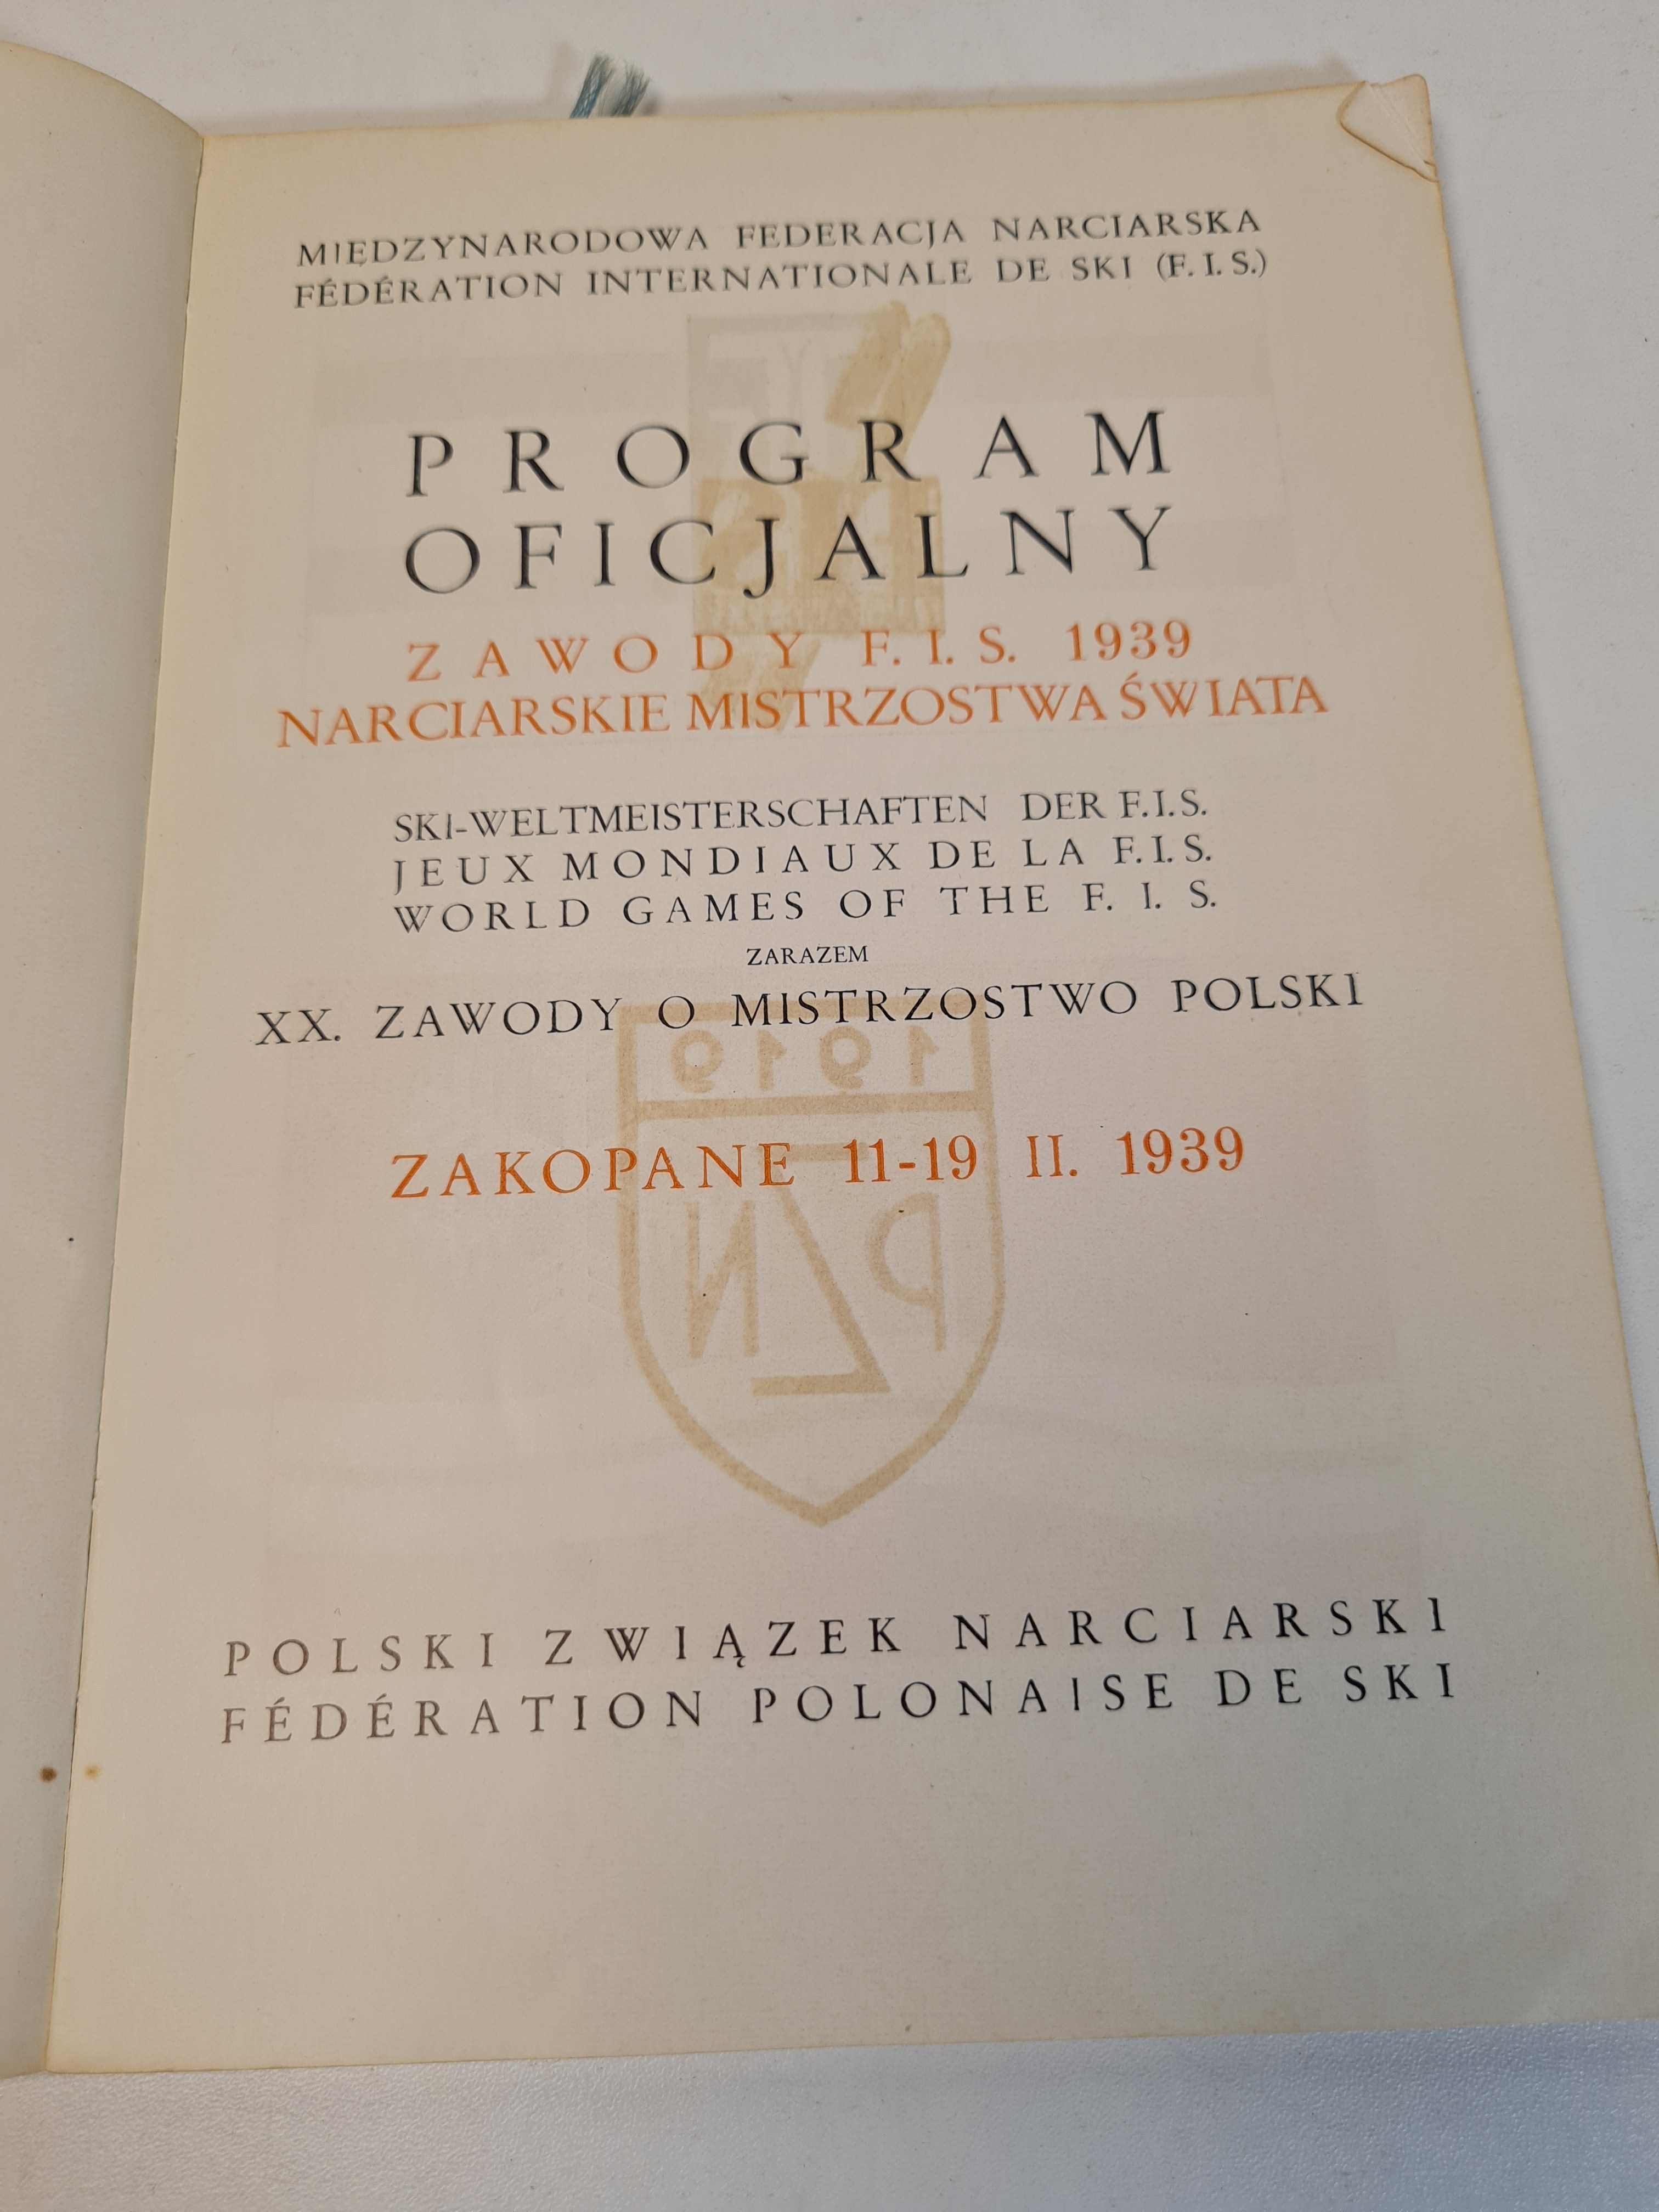 MIĘDZYNARODOWA FEDERACJA NARCIARSKA
FÉDÉRATION INTERNATIONALE DE SKI (F. I. S.)
PROGRAM
OFICJALNY
ZAWODY F. I. S. 1939
NARCIARSKIE MISTRZOSTWA ŚWIATA
SKI-WELTMEISTERSCHAFTEN DER F.I.S.
JEUX MONDIAUX DE LA F.I.S.
WORLD GAMES OF THE F. I. S.
ZARAZEM
XX. ZAWODY O MISTRZOSTWO POLSKI
1919
ZAKOPANE 11-19 II. 1939
PZN
POLSKI ZWIĄZEK NARCIARSKI
FÉDÉRATION POLONAISE DE SKI